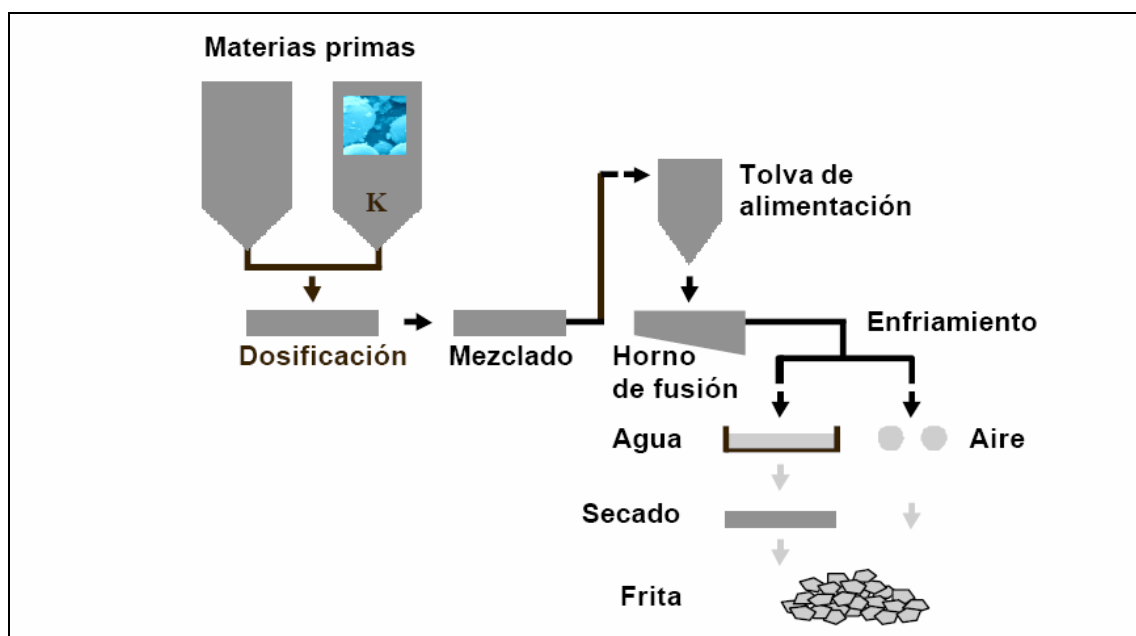 Materias primas
K
Tolva de
alimentación
Dosificación
Mezclado
Horno
de fusión
Enfriamiento
Agua
Aire
Secado
Frita